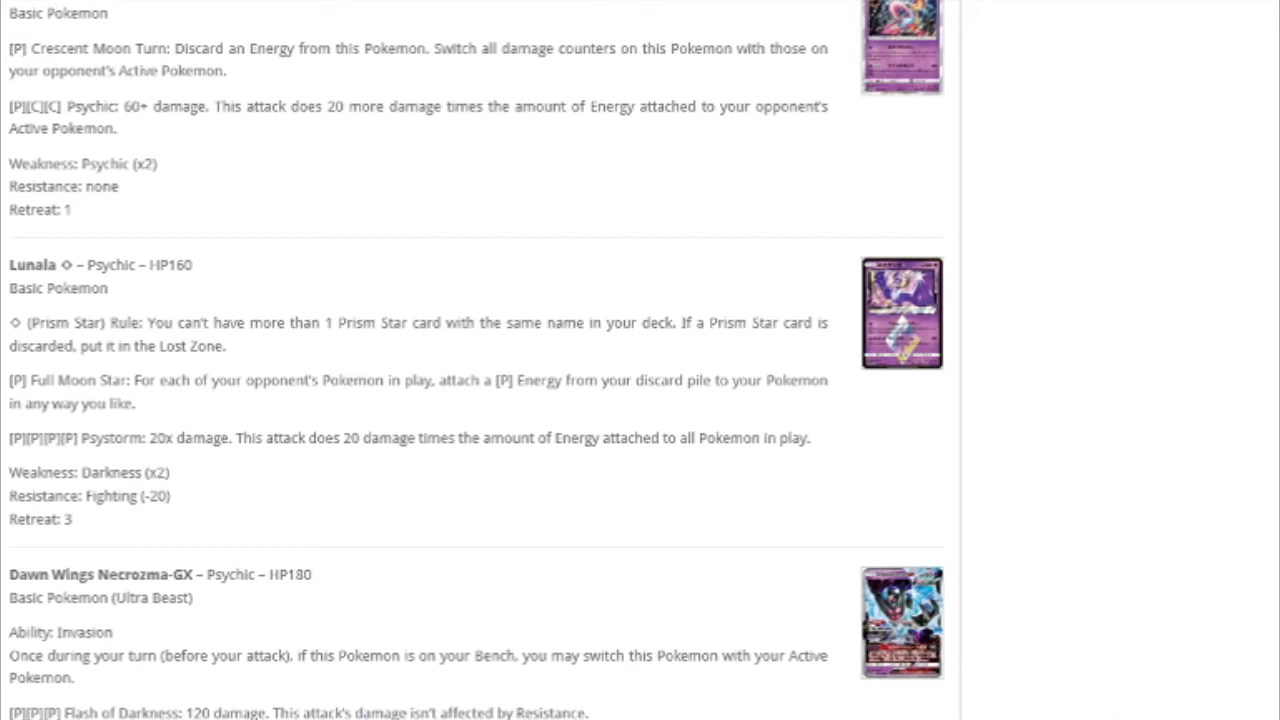 Basic Pokemon
[P] Crescent Moon Turn: Discard an Energy from this Pokemon. Switch all damage counters on this Pokemon with those on
your opponent's Active Pokemon.
[P][C][C] Psychic: 60+ damage. This attack does 20 more damage times the amount of Energy attached to your opponent's
Active Pokemon.
Weakness: Psychic (x2)
Resistance: none
Retreat: 1
Lunala ◇ – Psychic – HP160
Basic Pokemon
◇ (Prism Star) Rule: You can't have more than 1 Prism Star card with the same name in your deck. If a Prism Star card is
discarded, put it in the Lost Zone.
[P] Full Moon Star: For each of your opponent's Pokemon in play, attach a [P] Energy from your discard pile to your Pokemon
in any way you like.
[P][P][P][P] Psystorm: 20x damage. This attack does 20 damage times the amount of Energy attached to all Pokemon in play.
Weakness: Darkness (x2)
Resistance: Fighting (-20)
Retreat: 3
Dawn Wings Necrozma-GX – Psychic – HP180
Basic Pokemon (Ultra Beast)
Ability: Invasion
Once during your turn (before your attack), if this Pokemon is on your Bench, you may switch this Pokemon with your Active
Pokemon.
[P][P][P] Flash of Darkness: 120 damage. This attack's damage isn't affected by Resistance.